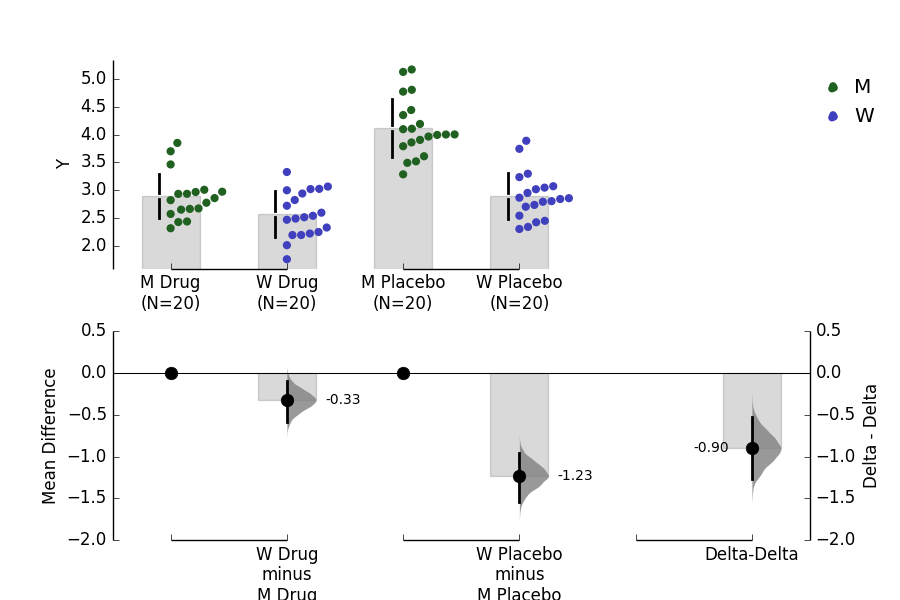 5.0
4.5
4.0
3.5
3.0
2.5
2.0
Y
M
W
M Drug
(N=20)
W Drug
(N=20)
M Placebo
(N=20)
W Placebo
(N=20)
0.5
0.0
−0.5
−1.0
−1.5
−2.0
Mean Difference
-0.33
-1.23
-0.90
0.5
0.0
−0.5
−1.0
−1.5
−2.0
Delta - Delta
W Drug
minus
M Drug
W Placebo
minus
M Placebo
Delta-Delta